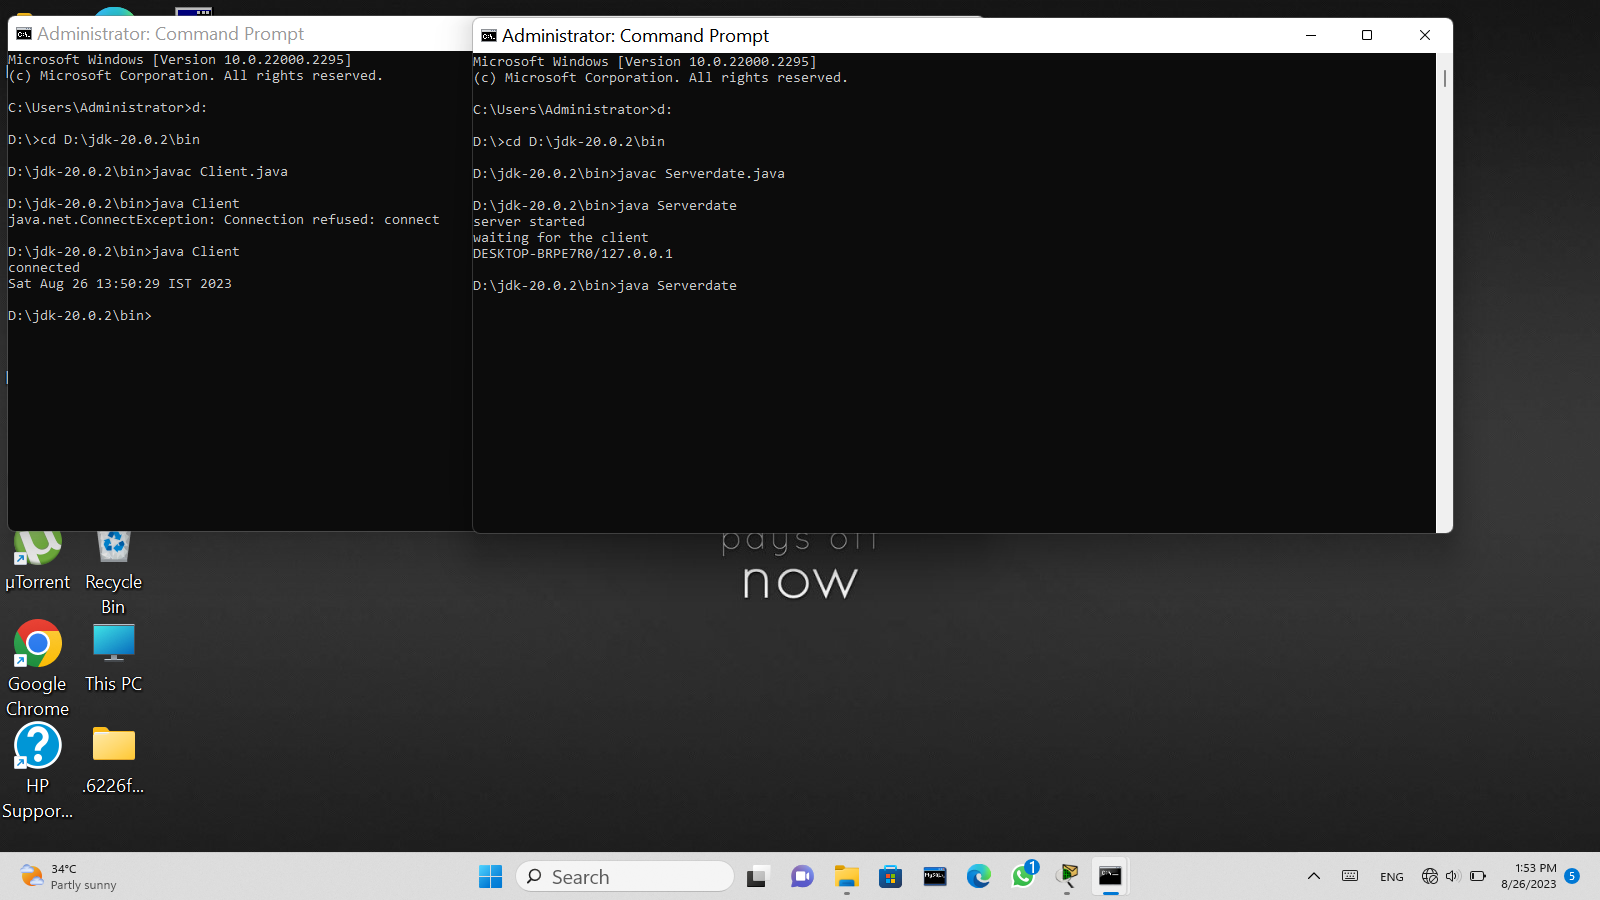 Administrator: Command Prompt
Microsoft Windows [Version 10.0.22000.2295]
(c) Microsoft Corporation. All rights reserved.
C:\Users\Administrator>d:
D:\>cd D:\jdk-20.0.2\bin
D:\jdk-20.0.2\bin>javac Client.java
D:\jdk-20.0.2\bin>java Client
java.net.ConnectException: Connection refused: connect
D:\jdk-20.0.2\bin>java Client
connected
Sat Aug 26 13:50:29 IST 2023
D:\jdk-20.0.2\bin>
Administrator: Command Prompt
Microsoft Windows [Version 10.0.22000.2295]
(c) Microsoft Corporation. All rights reserved.
C:\Users\Administrator>d:
D:\>cd D:\jdk-20.0.2\bin
D:\jdk-20.0.2\bin>javac Serverdate.java
D:\jdk-20.0.2\bin>java Serverdate
server started
waiting for the client
DESKTOP-BRPE7R0/127.0.0.1
D:\jdk-20.0.2\bin>java Serverdate
pays off
now
µTorrent
Recycle
Bin
Google
Chrome
This PC
HP
Suppor...
.6226f...
34°C
Partly sunny
Search
MySQL
1
ENG
1:53 PM
8/26/2023
5